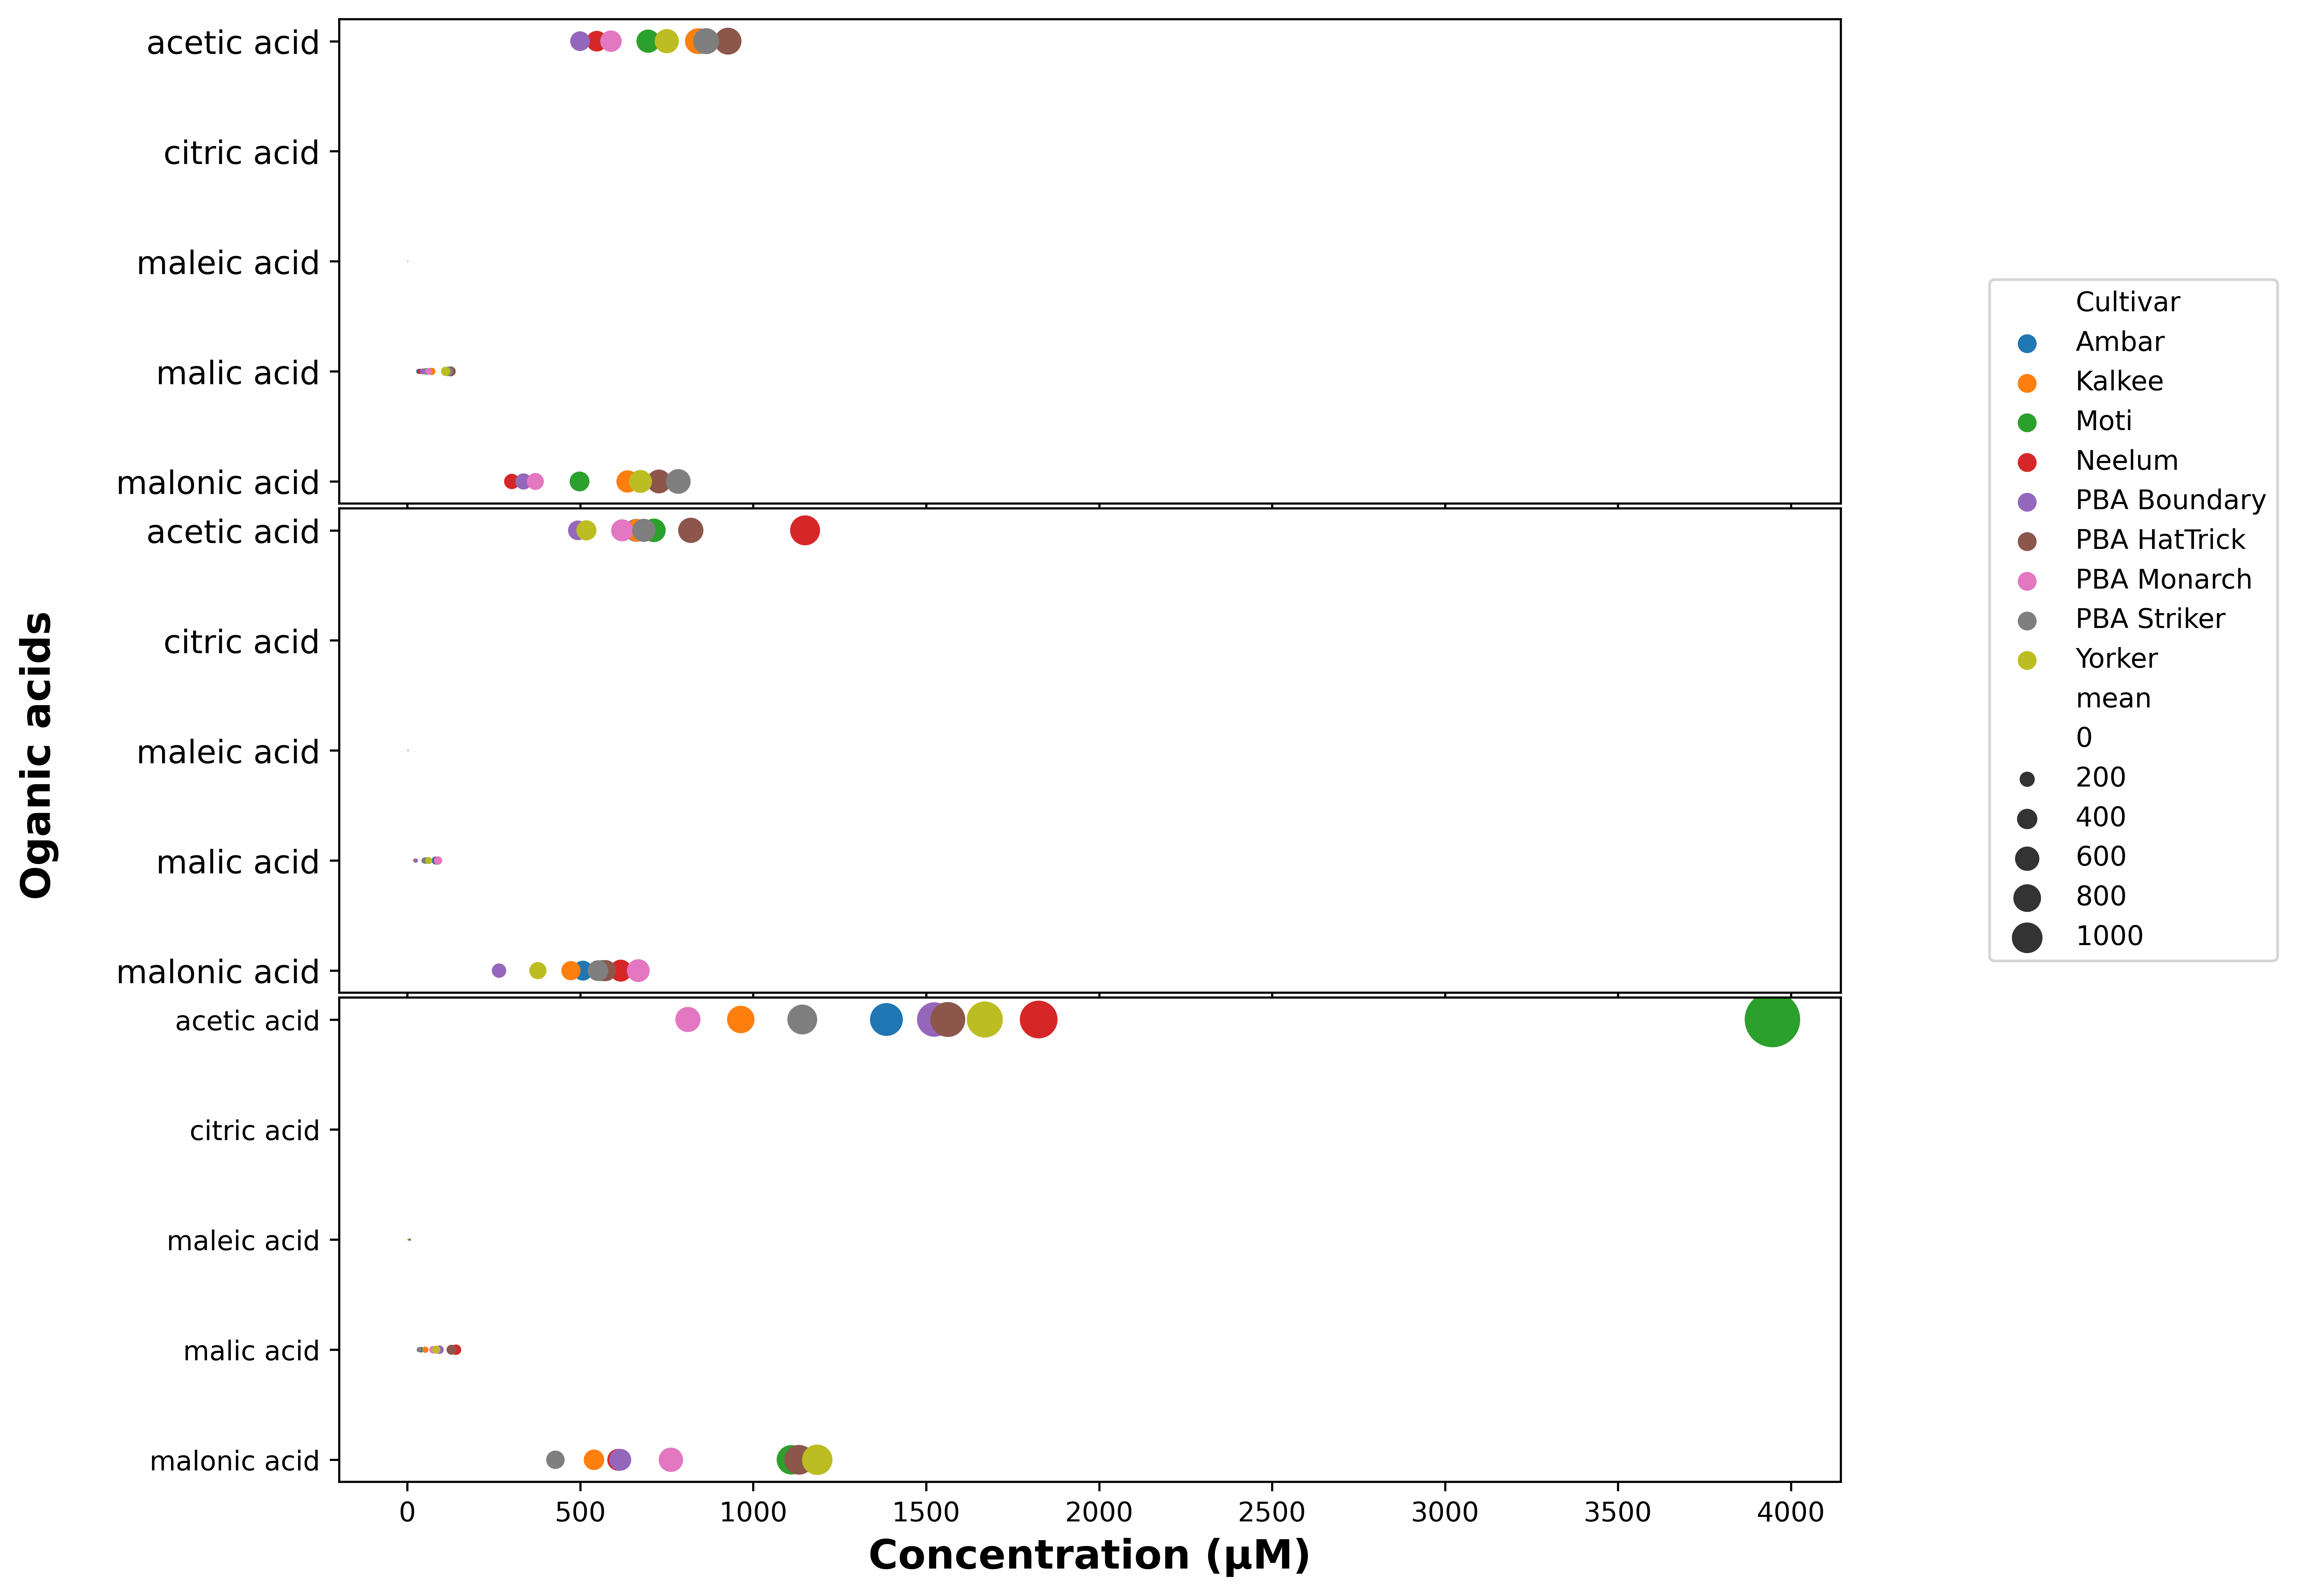 acetic acid
citric acid
maleic acid
malic acid
malonic acid
acetic acid
citric acid
maleic acid
malic acid
malonic acid
acetic acid
citric acid
maleic acid
malic acid
malonic acid
0 500 1000 1500 2000 2500 3000 3500 4000
Concentration (µM)
Oganic acids
Cultivar
Ambar
Kalkee
Moti
Neelum
PBA Boundary
PBA HatTrick
PBA Monarch
PBA Striker
Yorker
mean
0
200
400
600
800
1000